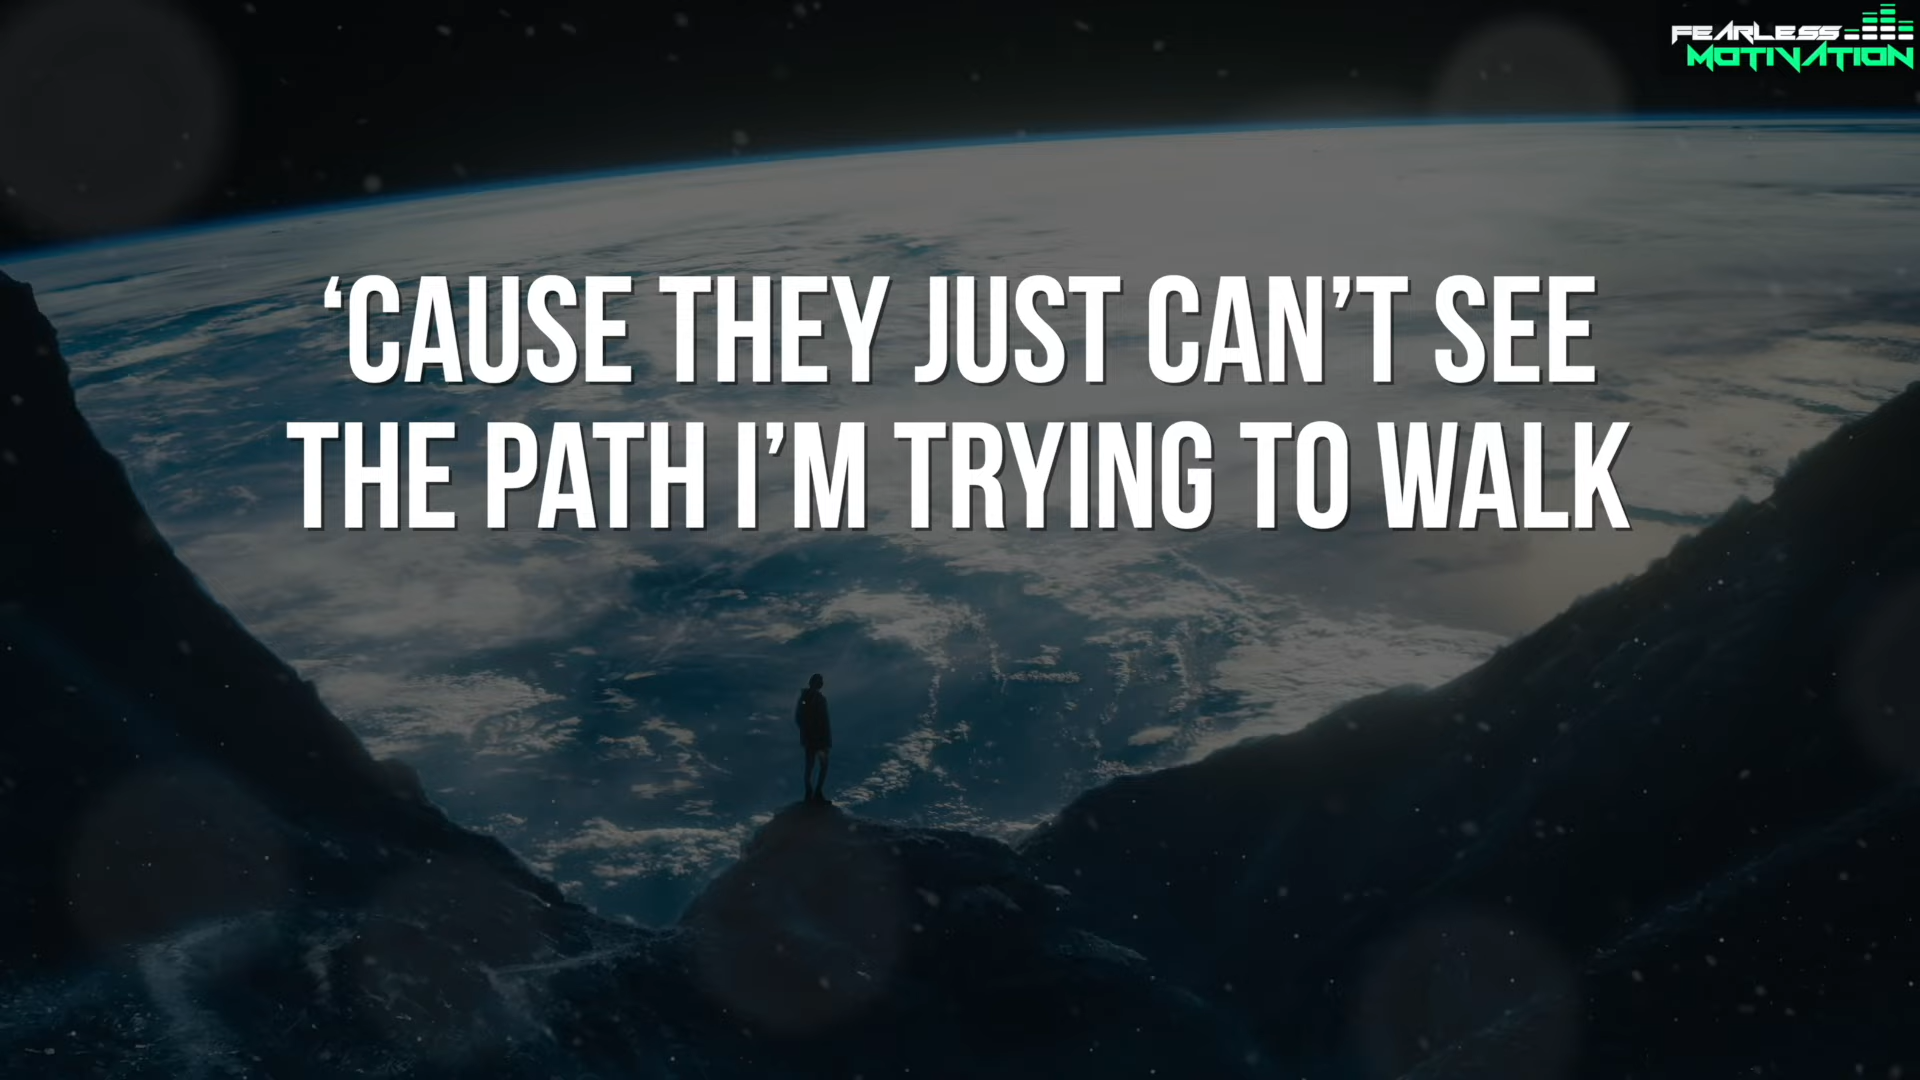 FEARLESS
MOTIVATION
‘CAUSE THEY JUST CAN’T SEE
THE PATH I’M TRYING TO WALK